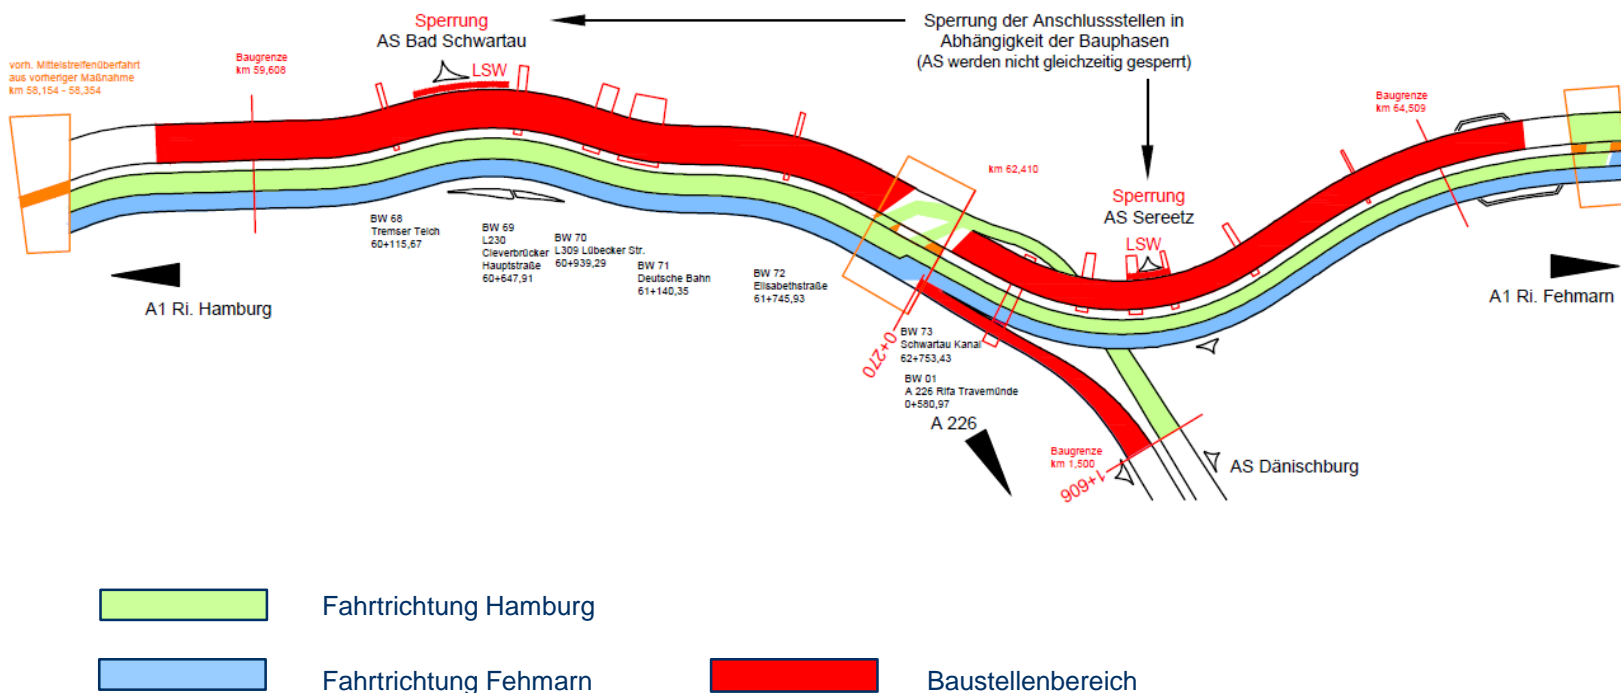 Sperrung
AS Bad Schwartau
LSW
Sperrung der Anschlussstellen in
Abhängigkeit der Bauphasen
(AS werden nicht gleichzeitig gesperrt)
vorh. Mittelstreifenüberfahrt
aus vorheriger Maßnahme
km 58,154 - 58,354
Baugrenze
km 59,608
Baugrenze
km 64,509
km 62,410
Sperrung
AS Sereetz
LSW
BW 68
Tremser Teich
60+115,67
BW 69
L230
Cleverbrücker
Hauptstraße
60+647,91
BW 70
L309 Lübecker Str.
60+939,29
BW 71
Deutsche Bahn
61+140,35
BW 72
Elisabethstraße
61+745,93
A1 Ri. Hamburg
A1 Ri. Fehmarn
0+270
BW 73
Schwartau Kanal
62+753,43
BW 01
A 226 Rifa Travemünde
0+580,97
A 226
Baugrenze
km 1,500
1+606
AS Dänischburg
Fahrtrichtung Hamburg
Fahrtrichtung Fehmarn
Baustellenbereich